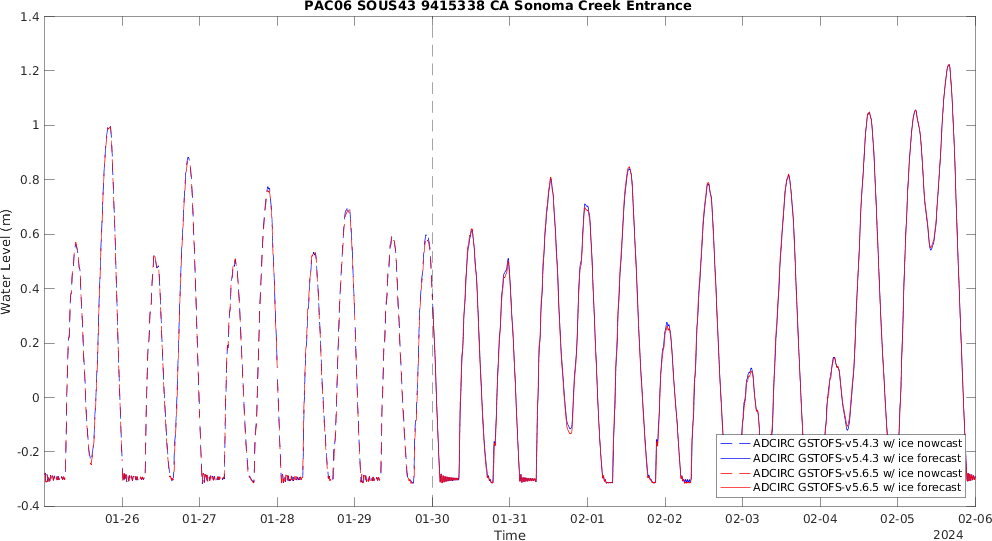 PAC06 SOUS43 9415338 CA Sonoma Creek Entrance
1.4
1.2
1
0.8
0.6
0.4
0.2
0
-0.2
-0.4
Water Level (m)
ADCIRC GSTOFS-v5.4.3 w/ ice nowcast
ADCIRC GSTOFS-v5.4.3 w/ ice forecast
ADCIRC GSTOFS-v5.6.5 w/ ice nowcast
ADCIRC GSTOFS-v5.6.5 w/ ice forecast
01-26 01-27 01-28 01-29 01-30 01-31 02-01 02-02 02-03 02-04 02-05 02-06
Time
2024